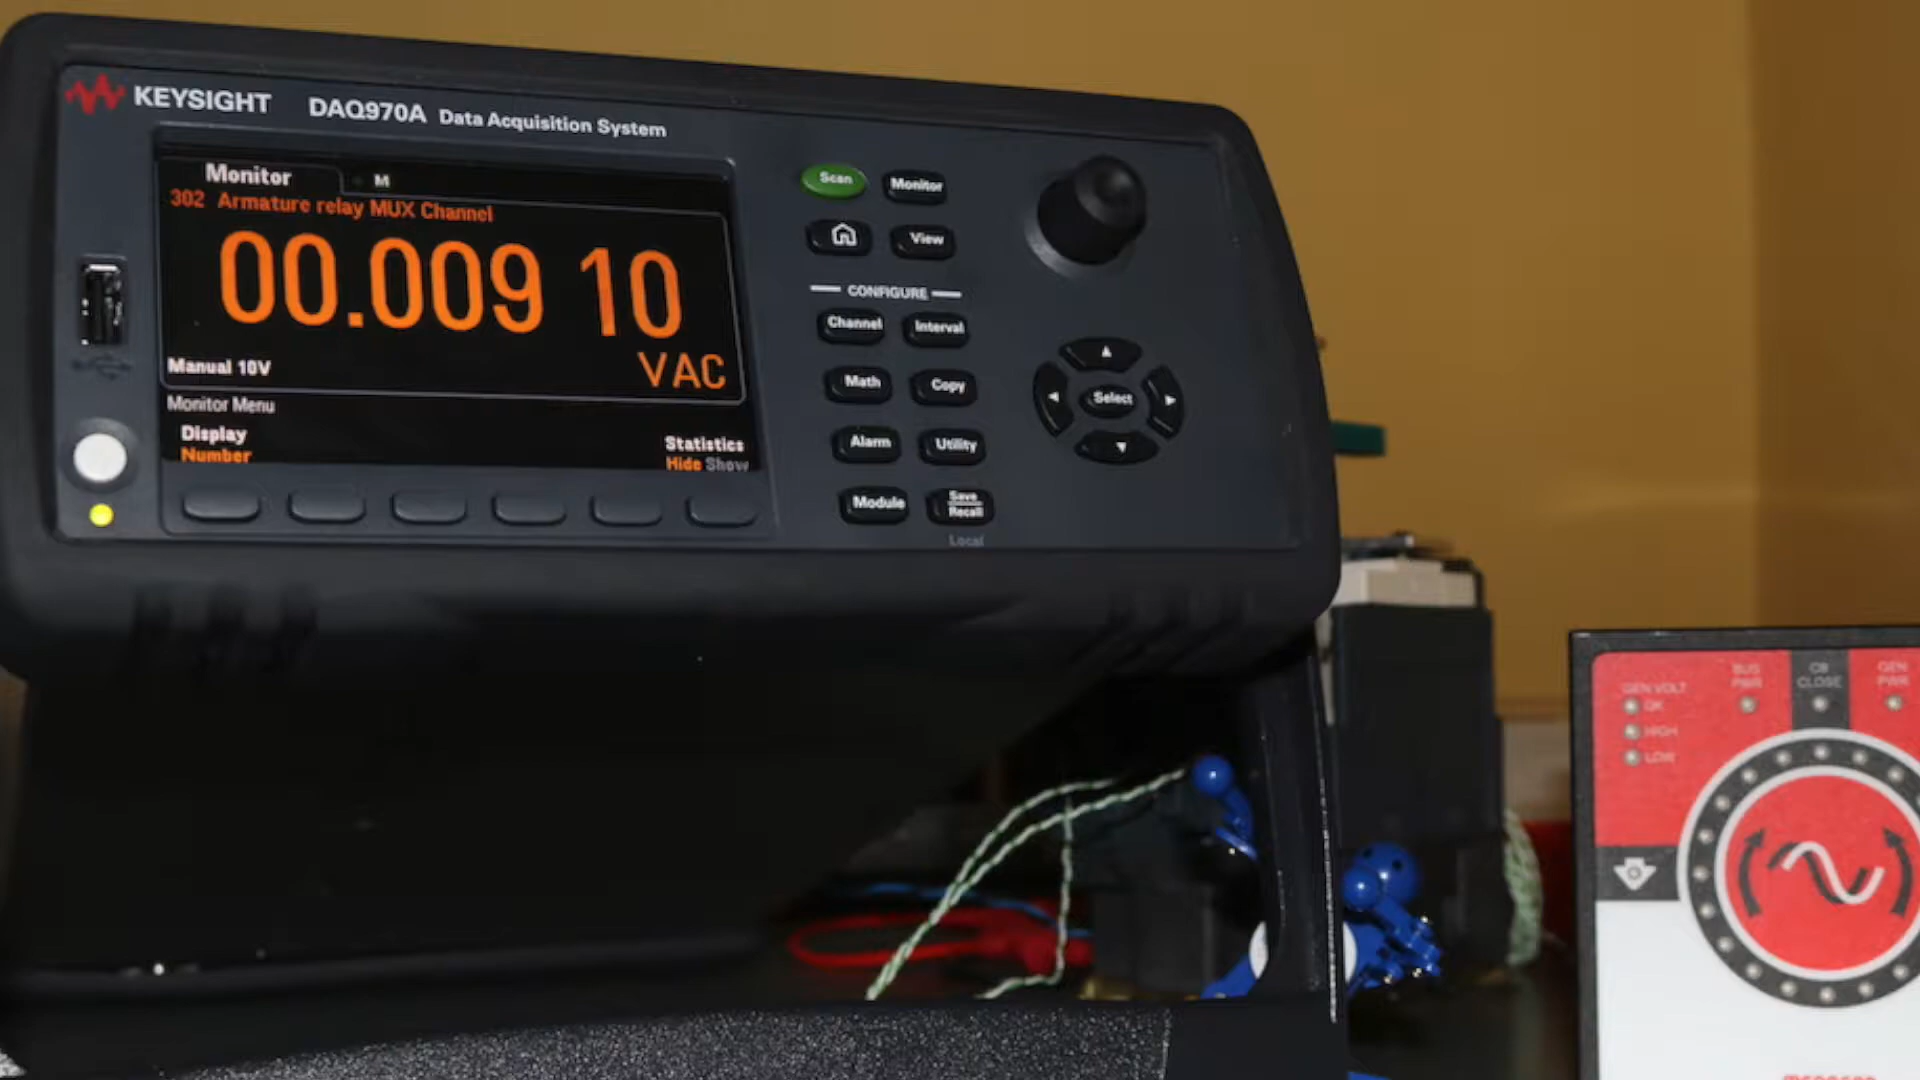 KEYSIGHT DAQ970A Data Acquisition System
Monitor M
302 Armature relay MUX Channel
00.009 10
VAC
Manual 10V
Monitor Menu
Display
Number
Statistics
Hide Show
Scan Monitor
View
CONFIGURE
Channel Interval
Math Copy
Alarm Utility
Module Save
Recall
Local
Select
GEN VOLT
OK
HIGH
LOW
BUS
PWR
CB
CLOSE
GEN
PWR